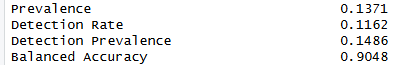 Prevalence 0.1371
Detection Rate 0.1162
Detection Prevalence 0.1486
Balanced Accuracy 0.9048